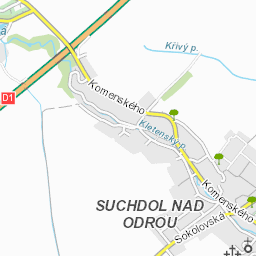 Křivý p.
Komenského
D1
Kletenský p.
SUCHDOL NAD
ODROU
Komenského
Sokolovská